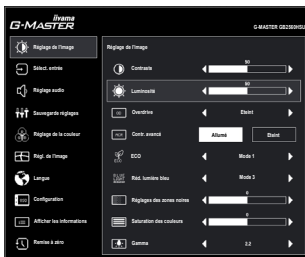 iiyama
G-MASTER
G-MASTER GB2560HSU
Réglage de l'image
Sélect. entrée
Réglage audio
Sauvegarde réglages
Réglage de la couleur
Régl. de l'image
Langue
Configuration
Afficher les informations
Remise à zéro
Réglage de l'image
Contraste
50
Luminosité
50
Overdrive
Eteint
Contr. avancé
Allumé
Eteint
ECO
Mode 1
Réd. lumière bleu
Mode 3
Réglages des zones noires
0
Saturation des couleurs
0
Gamma
2.2